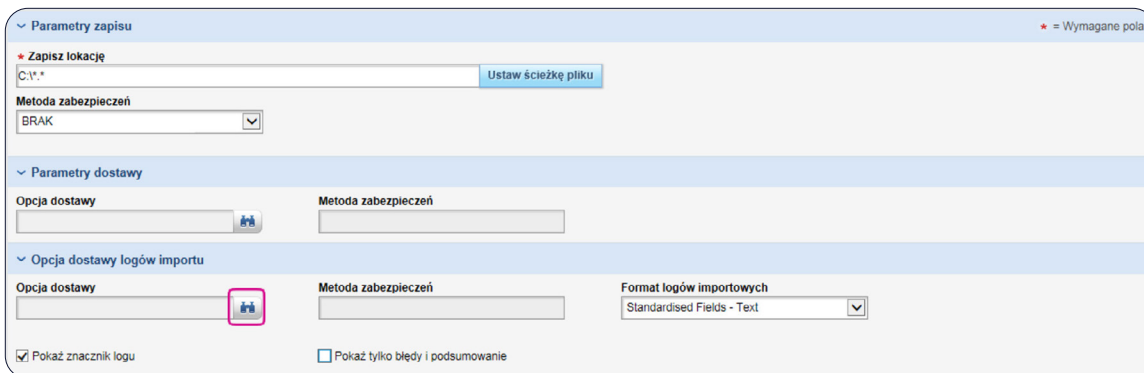 Parametry zapisu
* = Wymagane pola
* Zapisz lokację
C:\*.* Ustaw ścieżkę pliku
Metoda zabezpieczeń
BRAK
Parametry dostawy
Opcja dostawy Metoda zabezpieczeń
Opcja dostawy logów importu
Opcja dostawy Metoda zabezpieczeń Format logów importowych
Standardised Fields - Text
Pokaż znacznik logu Pokaż tylko błędy i podsumowanie